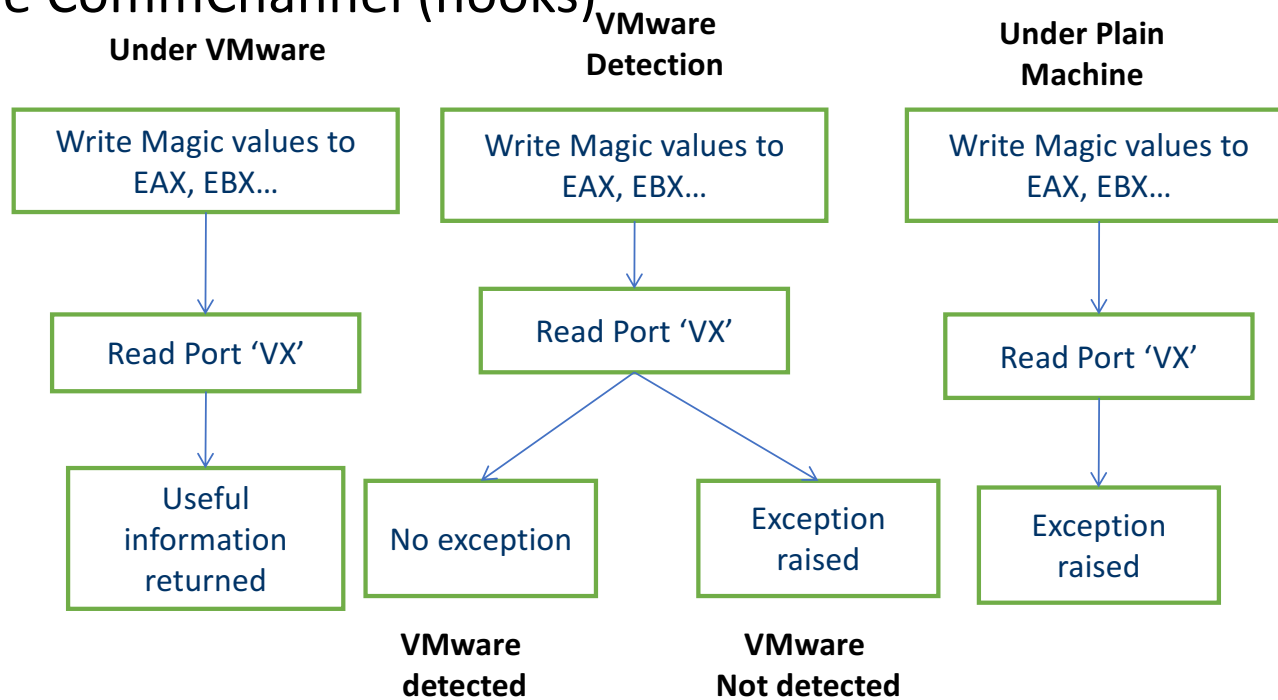 e CommChannel (hooks)
Under VMware
VMware
Detection
Under Plain
Machine
Write Magic values to
EAX, EBX…
Write Magic values to
EAX, EBX…
Write Magic values to
EAX, EBX…
Read Port ‘VX’
Read Port ‘VX’
Read Port ‘VX’
Useful
information
returned
No exception
Exception
raised
Exception
raised
VMware
detected
VMware
Not detected